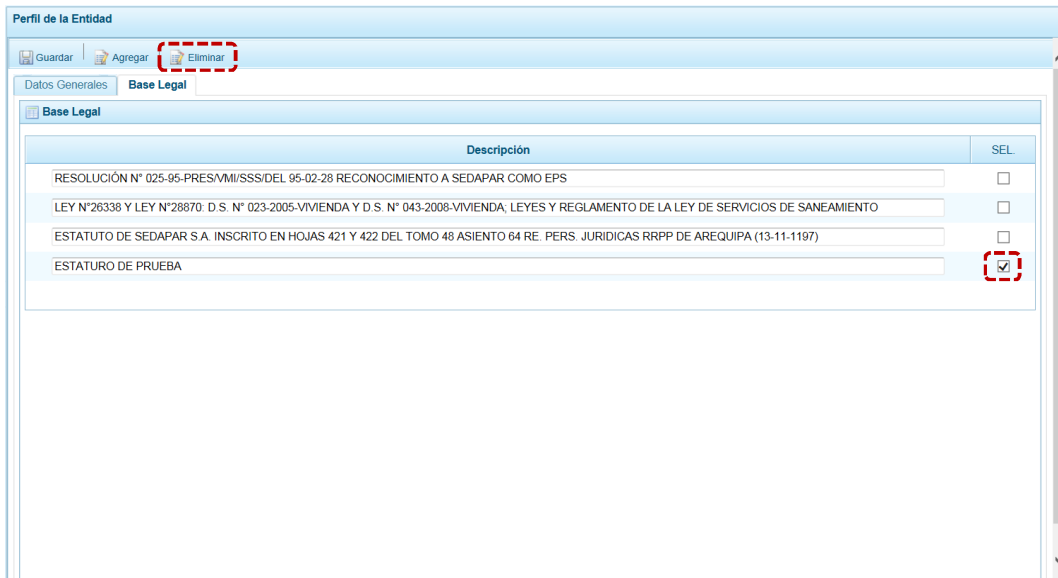 Perfil de la Entidad
Guardar Agregar Eliminar
Datos Generales Base Legal
Base Legal
Descripción SEL.
RESOLUCIÓN N° 025-95-PRES/VMI/SSS/DEL 95-02-28 RECONOCIMIENTO A SEDAPAR COMO EPS
LEY N°26338 Y LEY N°28870: D.S. N° 023-2005-VIVIENDA Y D.S. N° 043-2008-VIVIENDA; LEYES Y REGLAMENTO DE LA LEY DE SERVICIOS DE SANEAMIENTO
ESTATUTO DE SEDAPAR S.A. INSCRITO EN HOJAS 421 Y 422 DEL TOMO 48 ASIENTO 64 RE. PERS. JURIDICAS RRPP DE AREQUIPA (13-11-1197)
ESTATURO DE PRUEBA